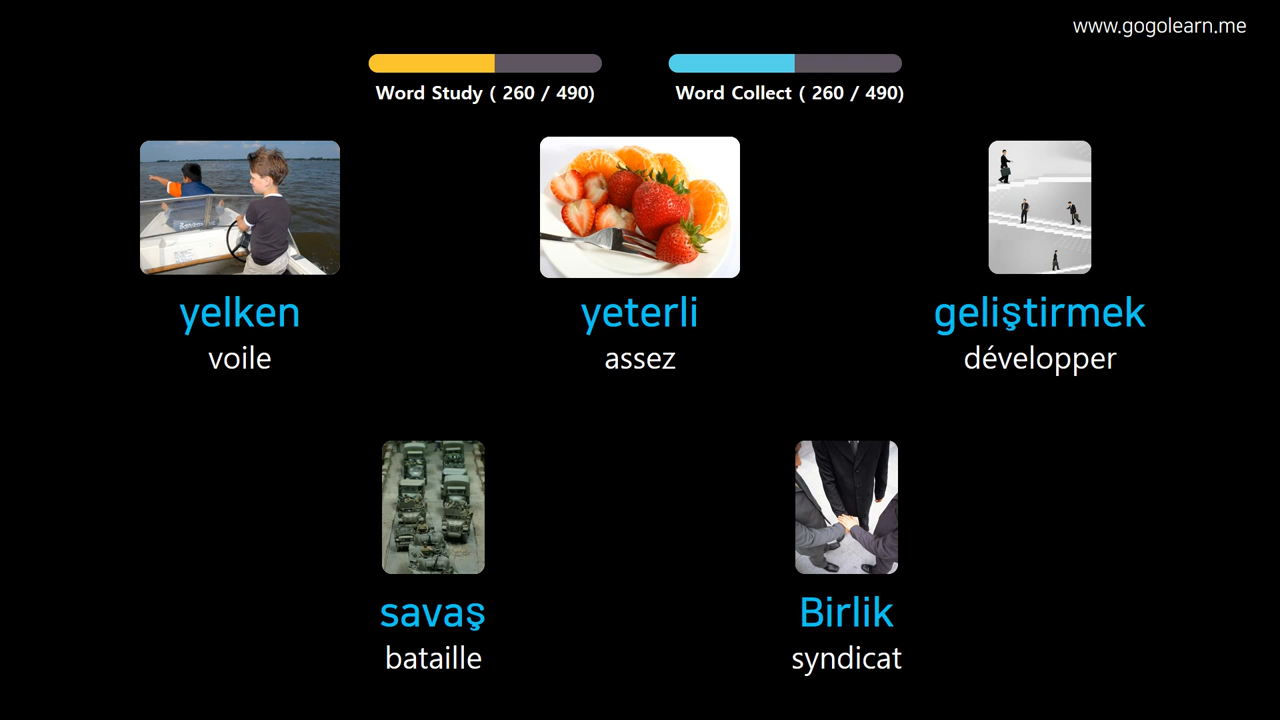 www.gogolearn.me
Word Study ( 260 / 490)
Word Collect ( 260 / 490)
yelken
voile
yeterli
assez
geliştirmek
développer
savaş
bataille
Birlik
syndicat